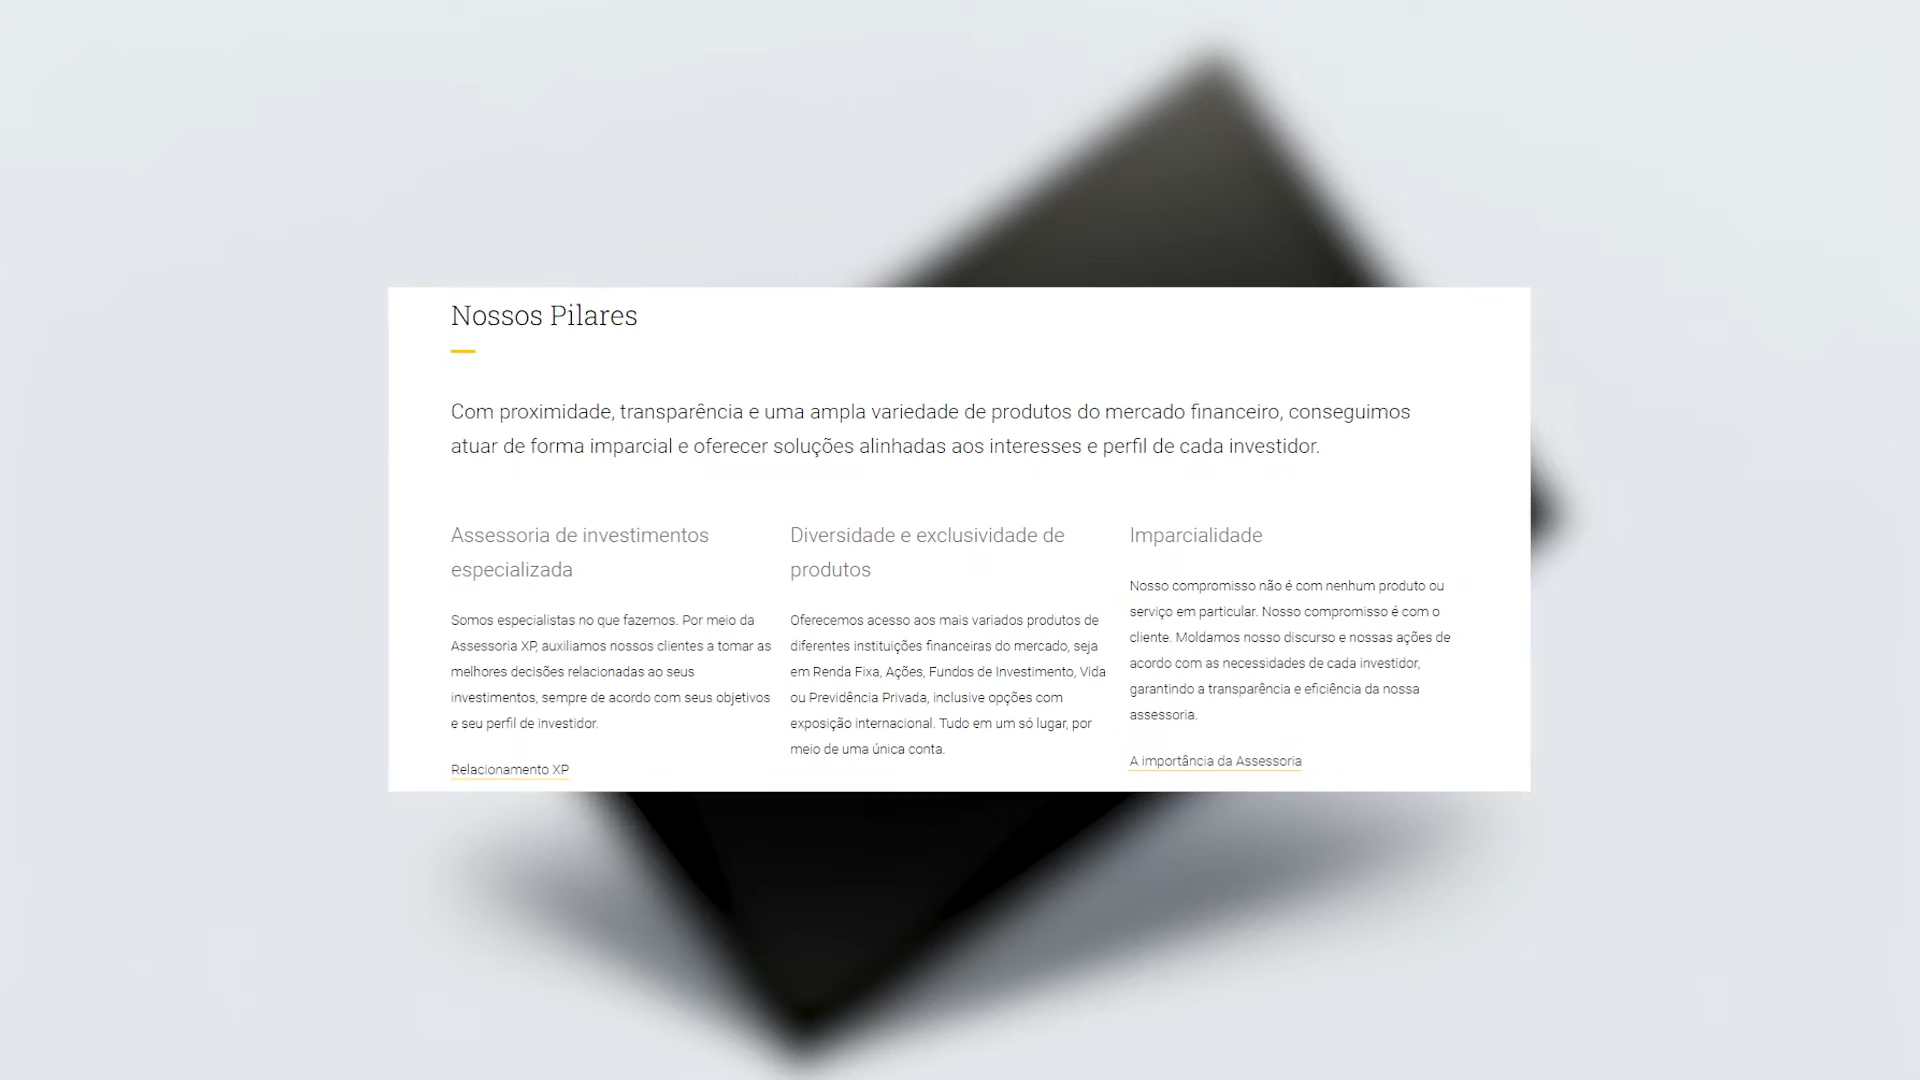 Nossos Pilares
Com proximidade, transparência e uma ampla variedade de produtos do mercado financeiro, conseguimos
atuar de forma imparcial e oferecer soluções alinhadas aos interesses e perfil de cada investidor.
Assessoria de investimentos
especializada
Somos especialistas no que fazemos. Por meio da
Assessoria XP, auxiliamos nossos clientes a tomar as
melhores decisões relacionadas ao seus
investimentos, sempre de acordo com seus objetivos
e seu perfil de investidor.
Relacionamento XP
Diversidade e exclusividade de
produtos
Oferecemos acesso aos mais variados produtos de
diferentes instituições financeiras do mercado, seja
em Renda Fixa, Ações, Fundos de Investimento, Vida
ou Previdência Privada, inclusive opções com
exposição internacional. Tudo em um só lugar, por
meio de uma única conta.
Imparcialidade
Nosso compromisso não é com nenhum produto ou
serviço em particular. Nosso compromisso é com o
cliente. Moldamos nosso discurso e nossas ações de
acordo com as necessidades de cada investidor,
garantindo a transparência e eficiência da nossa
assessoria.
A importância da Assessoria